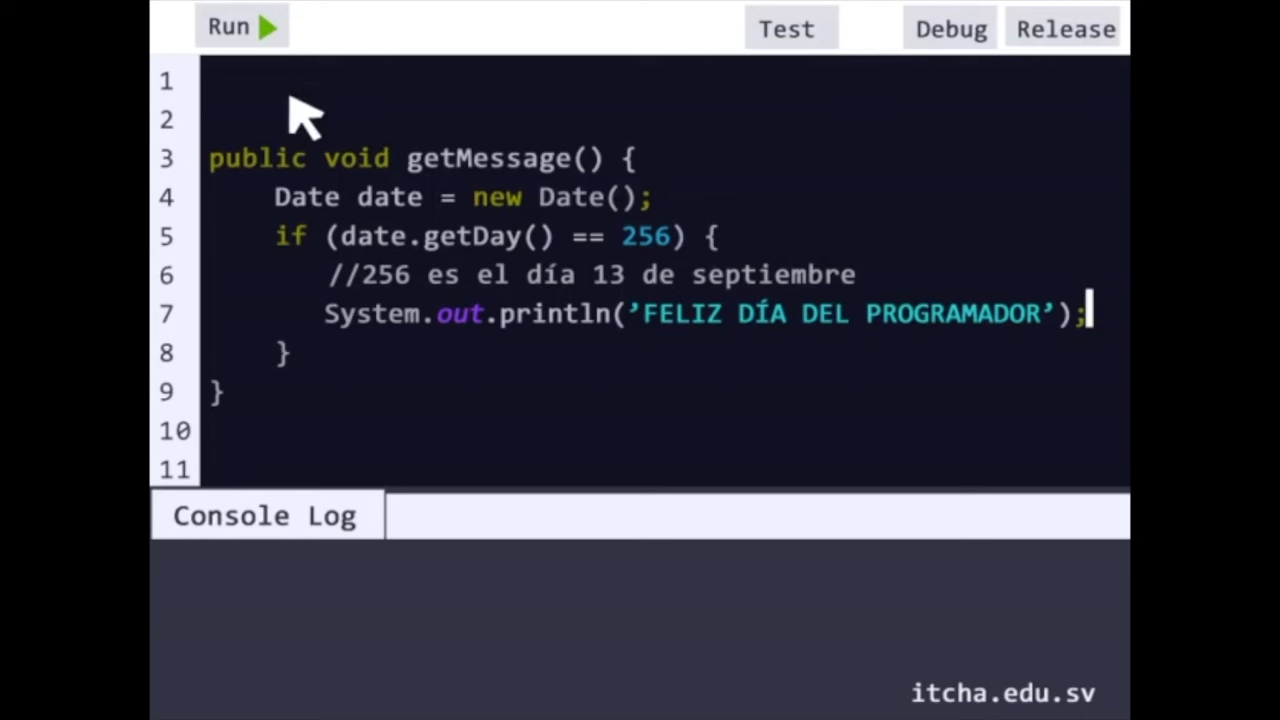 Run Test Debug Release
1
2
3 public void getMessage() {
4 Date date = new Date();
5 if (date.getDay() == 256) {
6 //256 es el día 13 de septiembre
7 System.out.println(’FELIZ DÍA DEL PROGRAMADOR’);
8 }
9 }
10
11
Console Log
itcha.edu.sv